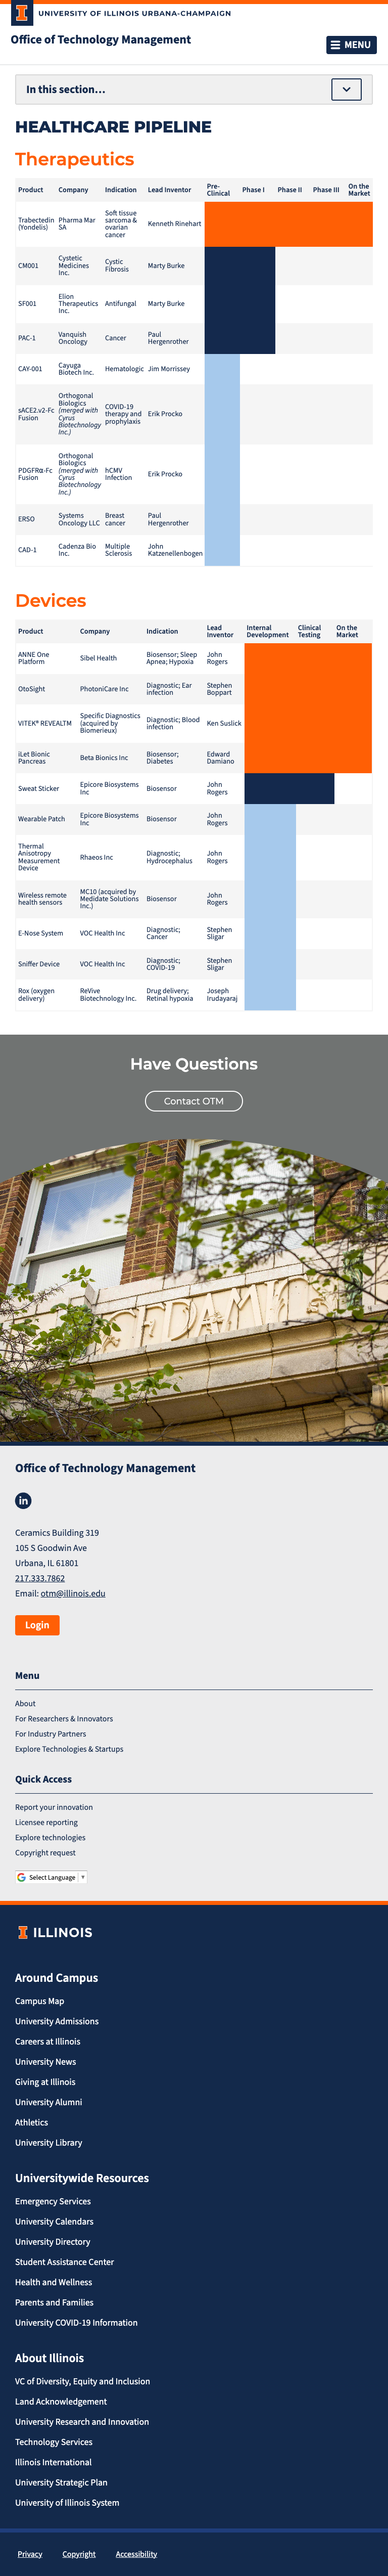 UNIVERSITY OF ILLINOIS URBANA-CHAMPAIGN
Office of Technology Management
MENU
In this section...
HEALTHCARE PIPELINE
Therapeutics
Product Company Indication Lead Inventor Pre-Clinical Phase I Phase II Phase III On the Market
Trabectedin (Yondelis) Pharma Mar SA Soft tissue sarcoma & ovarian cancer Kenneth Rinehart
CM001 Cystetic Medicines Inc. Cystic Fibrosis Marty Burke
SF001 Elion Therapeutics Inc. Antifungal Marty Burke
PAC-1 Vanquish Oncology Cancer Paul Hergenrother
CAY-001 Cayuga Biotech Inc. Hematologic Jim Morrissey
sACE2.v2-Fc Fusion Orthogonal Biologics (merged with Cyrus Biotechnology Inc.) COVID-19 therapy and prophylaxis Erik Procko
PDGFRα-Fc Fusion Orthogonal Biologics (merged with Cyrus Biotechnology Inc.) hCMV Infection Erik Procko
ERSO Systems Oncology LLC Breast cancer Paul Hergenrother
CAD-1 Cadenza Bio Inc. Multiple Sclerosis John Katzenellenbogen
Devices
Product Company Indication Lead Inventor Internal Development Clinical Testing On the Market
ANNE One Platform Sibel Health Biosensor; Sleep Apnea; Hypoxia John Rogers
OtoSight PhotoniCare Inc Diagnostic; Ear infection Stephen Boppart
VITEK® REVEALTM Specific Diagnostics (acquired by Biomerieux) Diagnostic; Blood infection Ken Suslick
iLet Bionic Pancreas Beta Bionics Inc Biosensor; Diabetes Edward Damiano
Sweat Sticker Epicore Biosystems Inc Biosensor John Rogers
Wearable Patch Epicore Biosystems Inc Biosensor John Rogers
Thermal Anisotropy Measurement Device Rhaeos Inc Diagnostic; Hydrocephalus John Rogers
Wireless remote health sensors MC10 (acquired by Medidate Solutions Inc.) Biosensor John Rogers
E-Nose System VOC Health Inc Diagnostic; Cancer Stephen Sligar
Sniffer Device VOC Health Inc Diagnostic; COVID-19 Stephen Sligar
Rox (oxygen delivery) ReVive Biotechnology Inc. Drug delivery; Retinal hypoxia Joseph Irudayaraj
Have Questions
Contact OTM
Office of Technology Management
in
Ceramics Building 319
105 S Goodwin Ave
Urbana, IL 61801
217.333.7862
Email: otm@illinois.edu
Login
Menu
About
For Researchers & Innovators
For Industry Partners
Explore Technologies & Startups
Quick Access
Report your innovation
Licensee reporting
Explore technologies
Copyright request
Select Language
ILLINOIS
Around Campus
Campus Map
University Admissions
Careers at Illinois
University News
Giving at Illinois
University Alumni
Athletics
University Library
Universitywide Resources
Emergency Services
University Calendars
University Directory
Student Assistance Center
Health and Wellness
Parents and Families
University COVID-19 Information
About Illinois
VC of Diversity, Equity and Inclusion
Land Acknowledgement
University Research and Innovation
Technology Services
Illinois International
University Strategic Plan
University of Illinois System
Privacy Copyright Accessibility